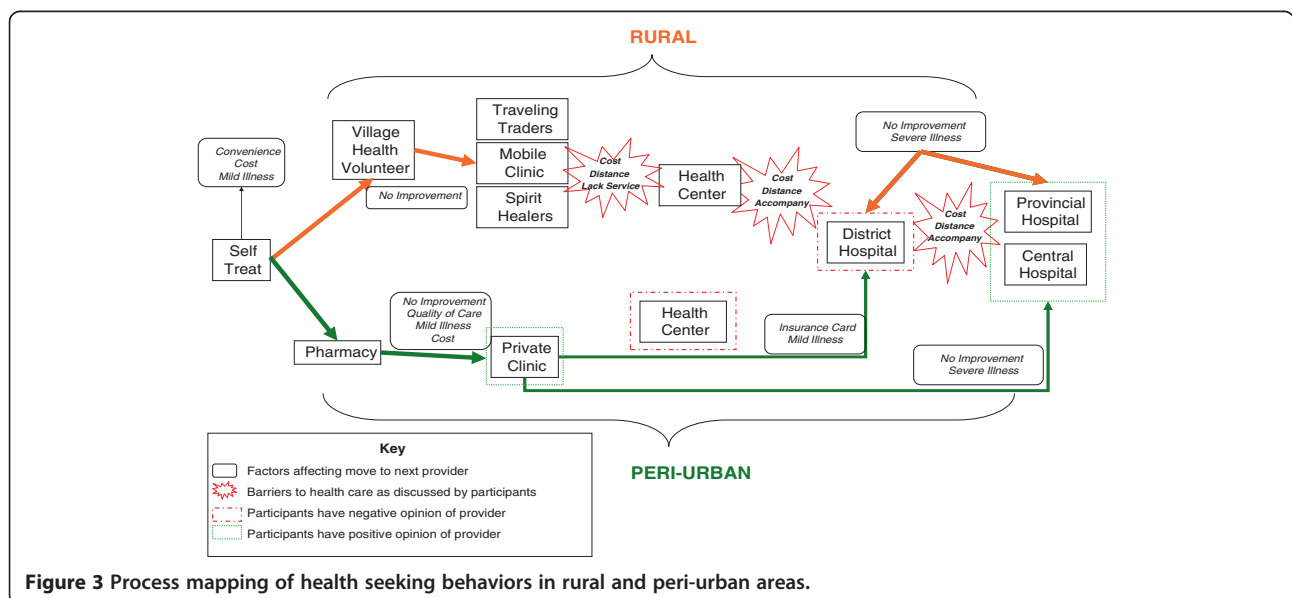 RURAL
Convenience
Cost
Mild Illness
Self
Treat
Village
Health
Volunteer
No Improvement
Traveling
Traders
Mobile
Clinic
Spirit
Healers
Cost
Distance
Lack Service
Health
Center
Cost
Distance
Accompany
No Improvement
Severe Illness
District
Hospital
Cost
Distance
Accompany
Provincial
Hospital
Central
Hospital
Pharmacy
No Improvement
Quality of Care
Mild Illness
Cost
Private
Clinic
Health
Center
Insurance Card
Mild Illness
No Improvement
Severe Illness
PERI-URBAN
Key
Factors affecting move to next provider
Barriers to health care as discussed by participants
Participants have negative opinion of provider
Participants have positive opinion of provider
Figure 3 Process mapping of health seeking behaviors in rural and peri-urban areas.